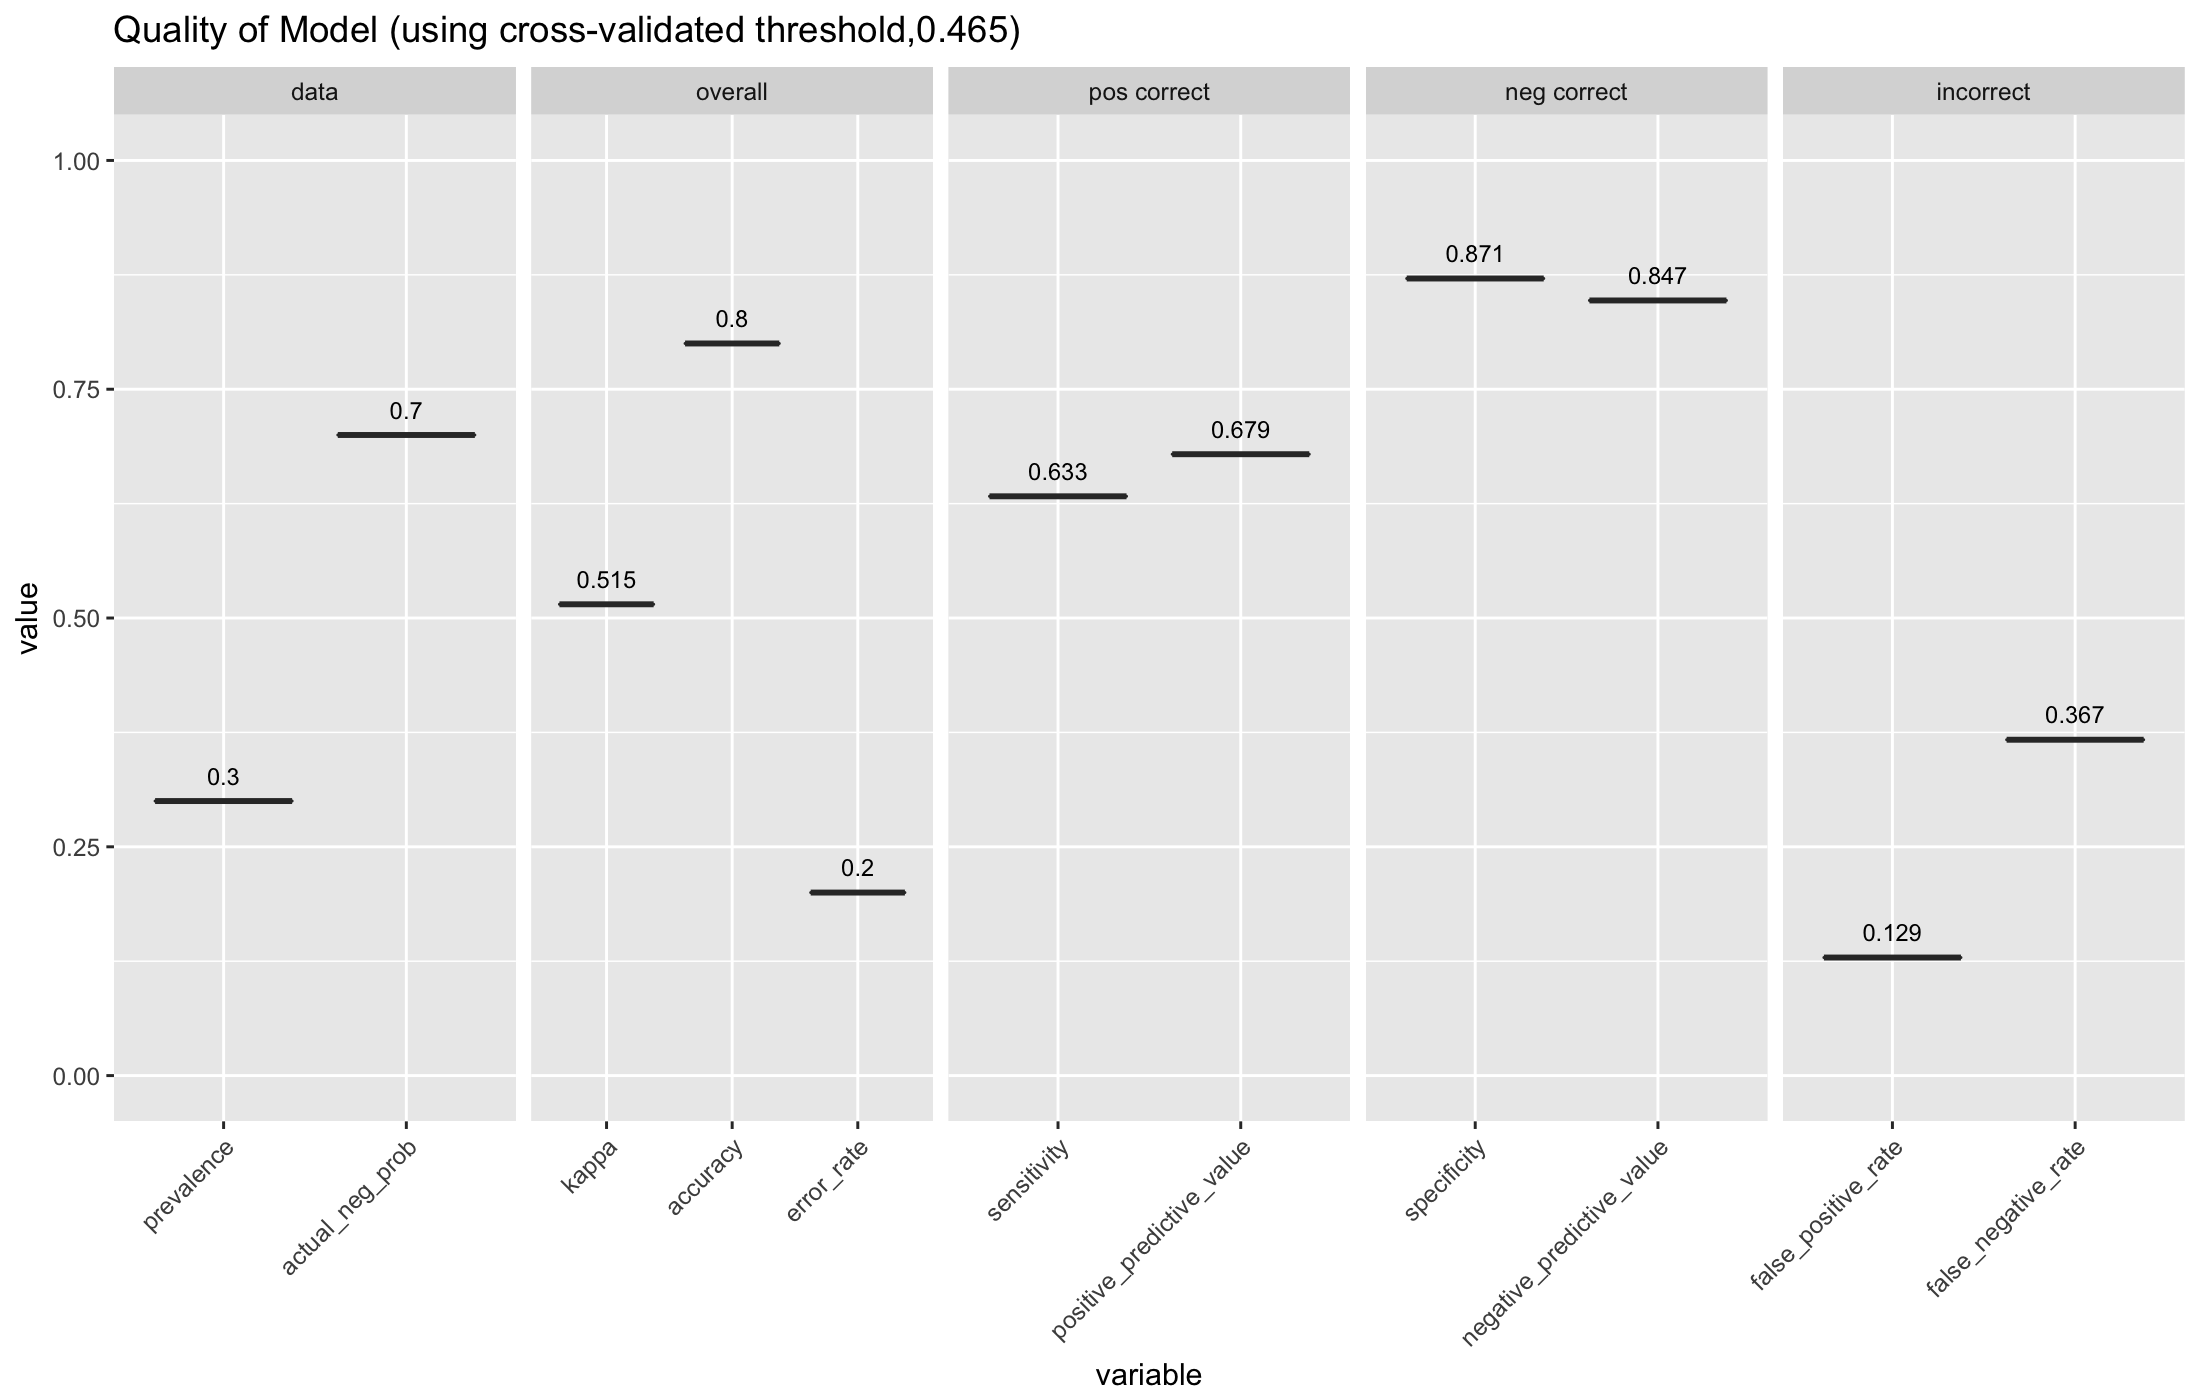 Quality of Model (using cross-validated threshold,0.465)
data
overall
pos correct
neg correct
incorrect
value
1.00
0.75
0.50
0.25
0.00
0.3
0.7
0.515
0.8
0.2
0.633
0.679
0.871
0.847
0.129
0.367
prevalence
actual_neg_prob
kappa
accuracy
error_rate
sensitivity
positive_predictive_value
specificity
negative_predictive_value
false_positive_rate
false_negative_rate
variable